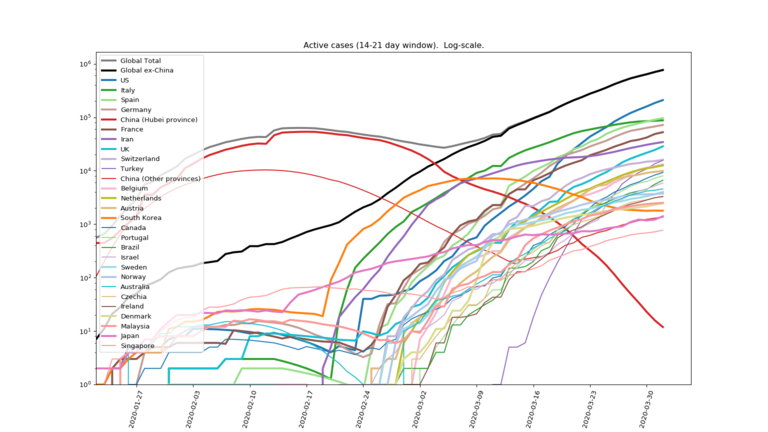 Active cases (14-21 day window).  Log-scale.
10⁶
10⁵
10⁴
10³
10²
10¹
10⁰
Global Total
Global ex-China
US
Italy
Spain
Germany
China (Hubei province)
France
Iran
UK
Switzerland
Turkey
China (Other provinces)
Belgium
Netherlands
Austria
South Korea
Canada
Portugal
Brazil
Israel
Sweden
Norway
Australia
Czechia
Ireland
Denmark
Malaysia
Japan
Singapore
2020-01-27
2020-02-03
2020-02-10
2020-02-17
2020-02-24
2020-03-02
2020-03-09
2020-03-16
2020-03-23
2020-03-30